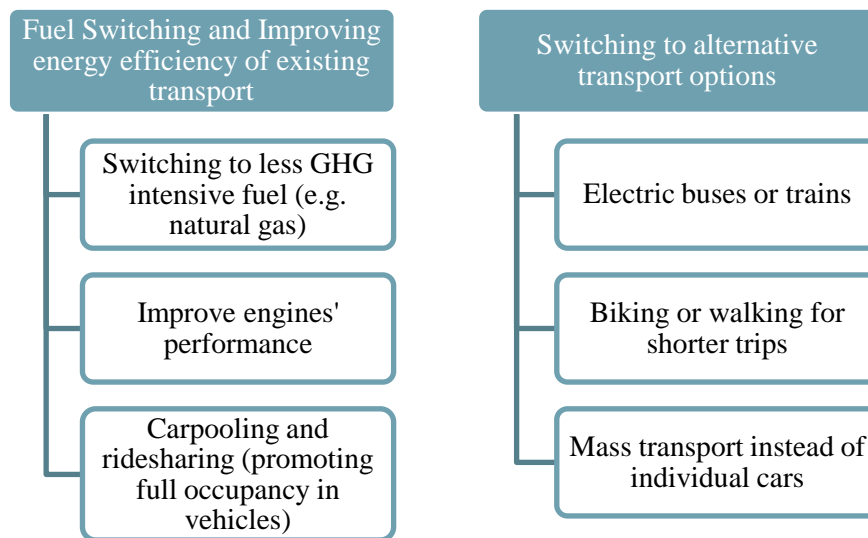 Fuel Switching and Improving
energy efficiency of existing
transport
Switching to less GHG
intensive fuel (e.g.
natural gas)
Improve engines'
performance
Carpooling and
ridesharing (promoting
full occupancy in
vehicles)
Switching to alternative
transport options
Electric buses or trains
Biking or walking for
shorter trips
Mass transport instead of
individual cars